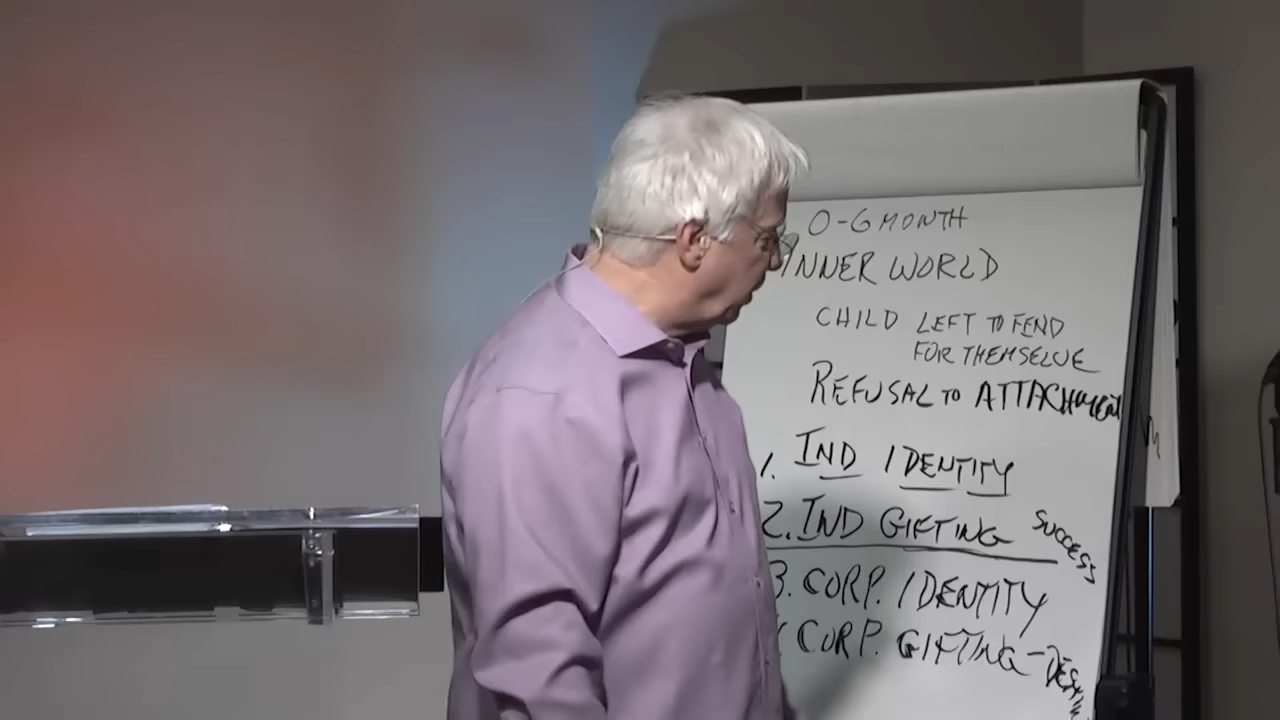 0-6 MONTH
INNER WORLD
CHILD LEFT TO FEND
FOR THEMSELVE
REFUSAL TO ATTACHMENT
1. IND IDENTITY
2. IND GIFTING SUCCESS
3. CORP. IDENTITY
CORP. GIFTING -